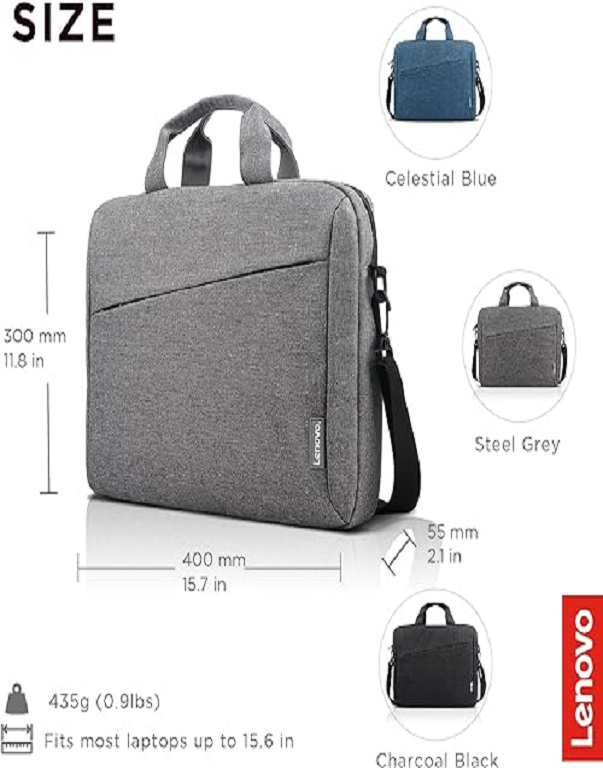 SIZE
Celestial Blue
300 mm
11.8 in
Steel Grey
Lenovo
55 mm
2.1 in
400 mm
15.7 in
Lenovo
435g (0.9lbs)
Fits most laptops up to 15.6 in
Charcoal Black